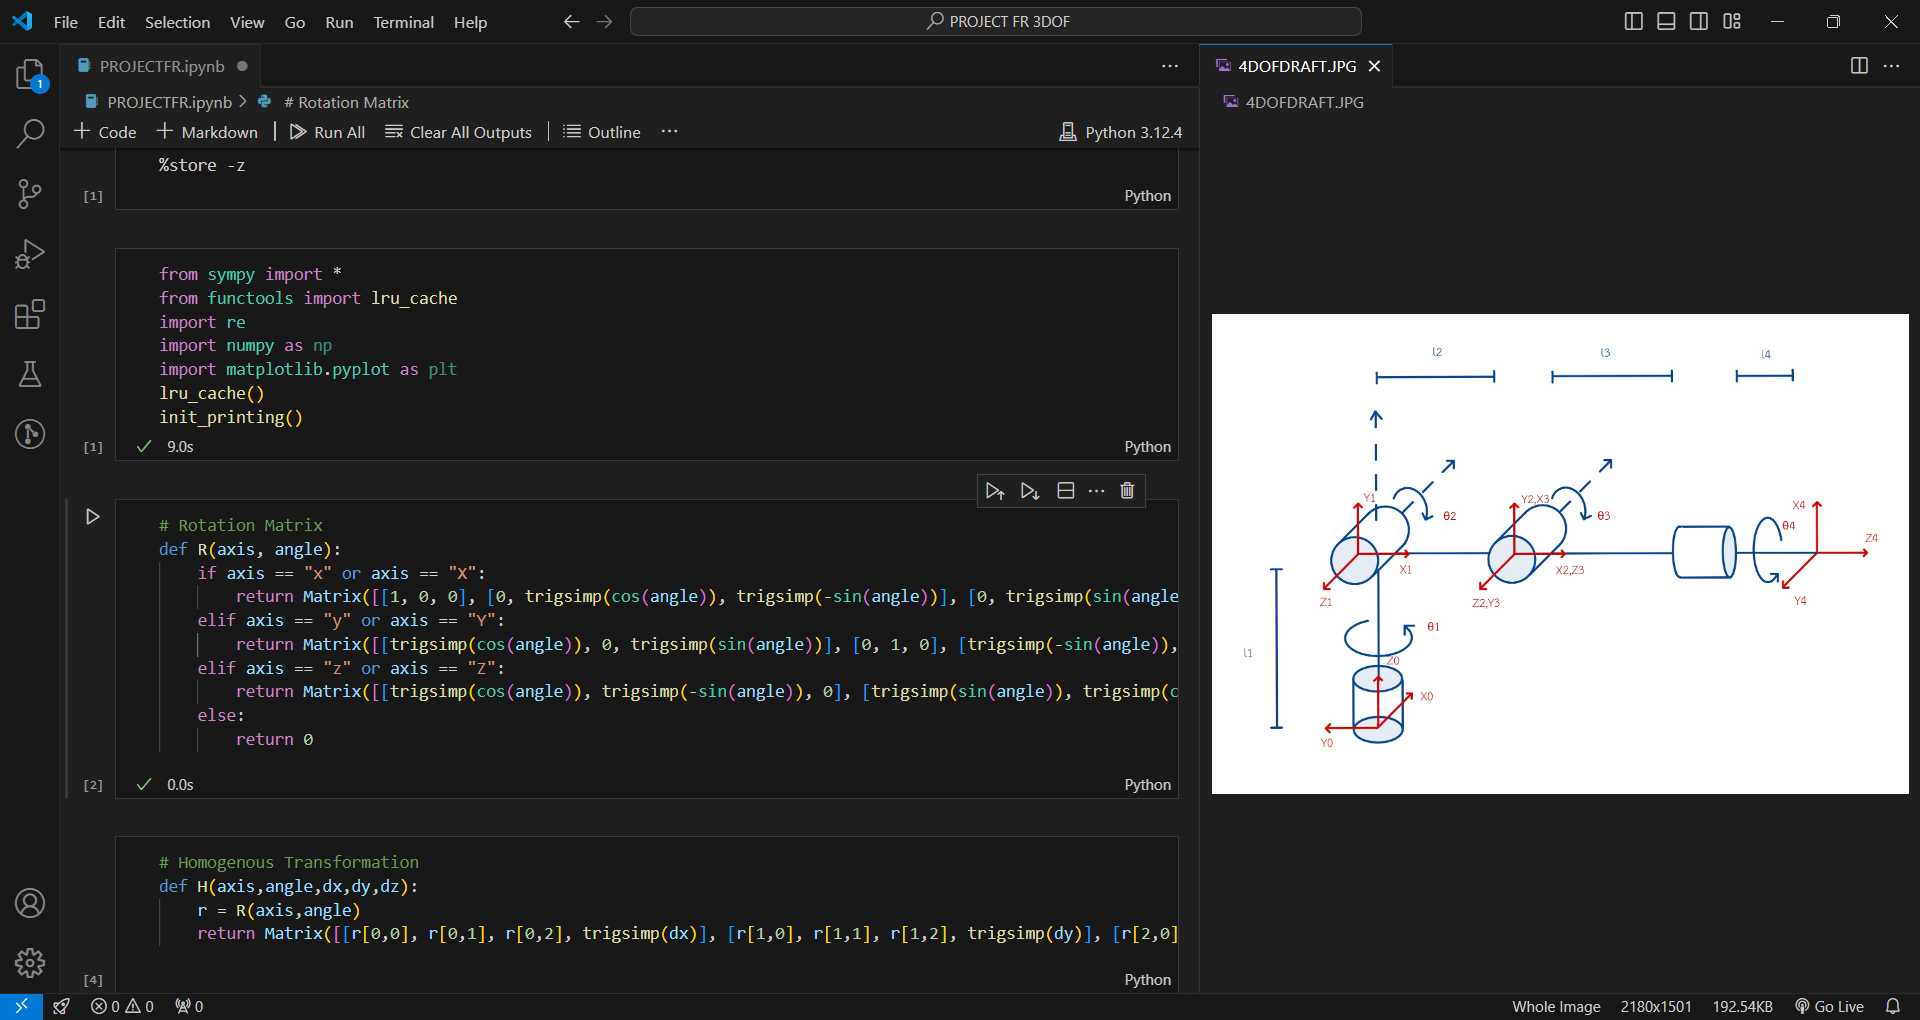 File Edit Selection View Go Run Terminal Help
PROJECT FR 3DOF
PROJECTFR.ipynb
PROJECTFR.ipynb > # Rotation Matrix
+ Code + Markdown Run All Clear All Outputs Outline ... Python 3.12.4
%store -z
[1] Python
from sympy import *
from functools import lru_cache
import re
import numpy as np
import matplotlib.pyplot as plt
lru_cache()
init_printing()
[1] 9.0s Python
# Rotation Matrix
def R(axis, angle):
if axis == "x" or axis == "X":
return Matrix([[1, 0, 0], [0, trigsimp(cos(angle)), trigsimp(-sin(angle))], [0, trigsimp(sin(angle
elif axis == "y" or axis == "Y":
return Matrix([[trigsimp(cos(angle)), 0, trigsimp(sin(angle))], [0, 1, 0], [trigsimp(-sin(angle)),
elif axis == "z" or axis == "Z":
return Matrix([[trigsimp(cos(angle)), trigsimp(-sin(angle)), 0], [trigsimp(sin(angle)), trigsimp(c
else:
return 0
[2] 0.0s Python
# Homogenous Transformation
def H(axis,angle,dx,dy,dz):
r = R(axis,angle)
return Matrix([[r[0,0], r[0,1], r[0,2], trigsimp(dx)], [r[1,0], r[1,1], r[1,2], trigsimp(dy)], [r[2,0]
[4] Python
4DOFDRAFT.JPG
4DOFDRAFT.JPG
l2 l3 l4
Y1 θ2 Y2,X3 θ3 X4 θ4 Z4
X1 X2,Z3
Z1 Z2,Y3 Y4
θ1
l1
Z0
X0
Y0
1
0 0 0
Whole Image 2180x1501 192.54KB Go Live